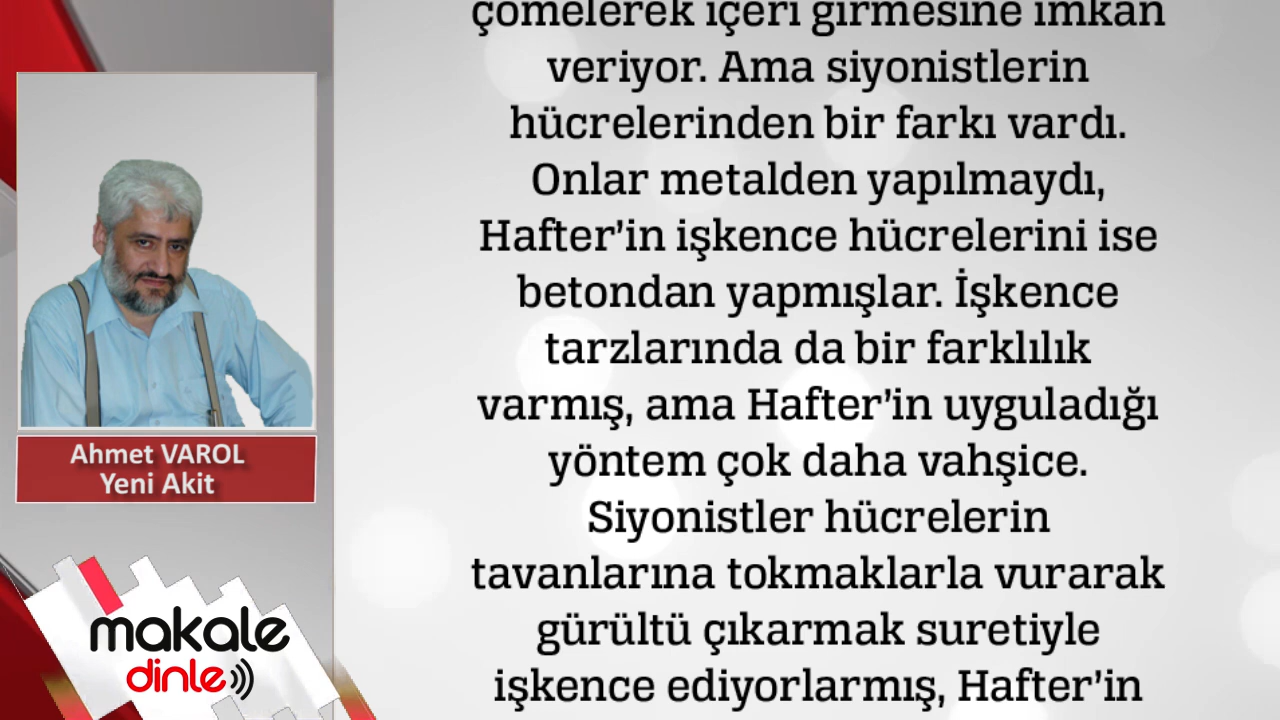 çömelerek içeri girmesine imkan
veriyor. Ama siyonistlerin
hücrelerinden bir farkı vardı.
Onlar metalden yapılmaydı,
Hafter’in işkence hücrelerini ise
betondan yapmışlar. İşkence
tarzlarında da bir farklılık
varmış, ama Hafter’in uyguladığı
yöntem çok daha vahşice.
Siyonistler hücrelerin
tavanlarına tokmaklarla vurarak
gürültü çıkarmak suretiyle
işkence ediyorlarmış, Hafter’in
Ahmet VAROL
Yeni Akit
makale
dinle